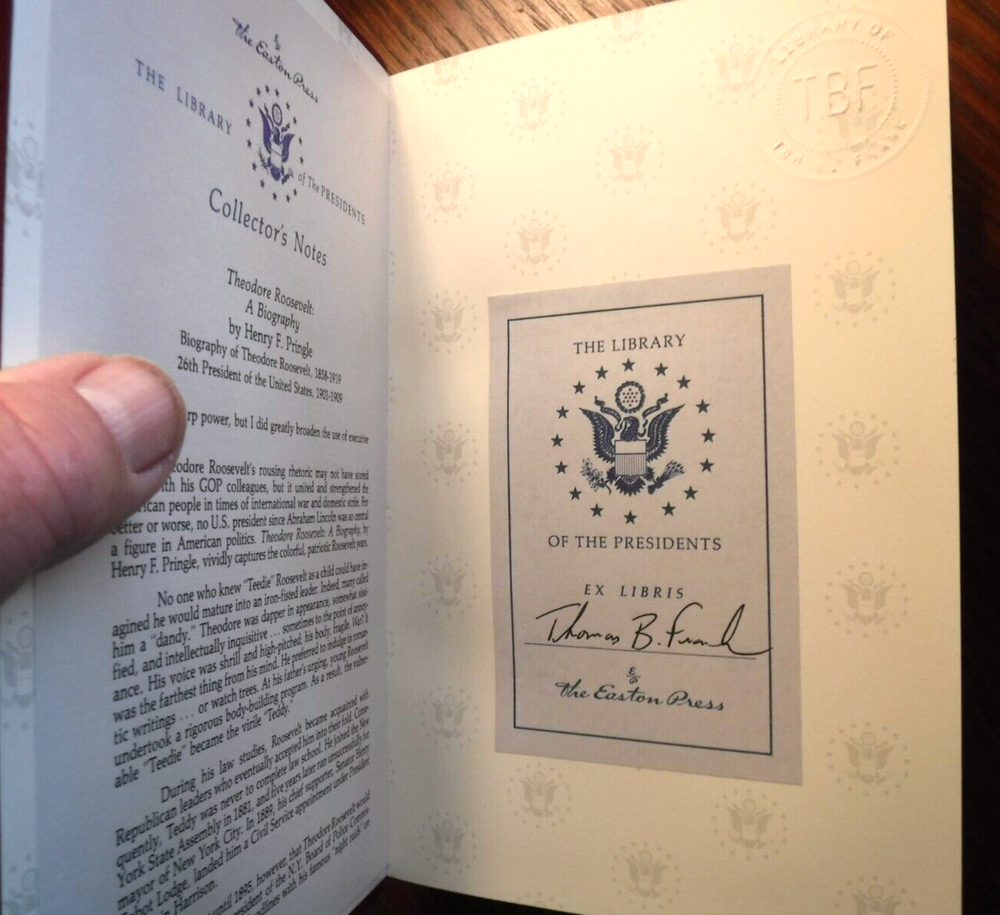 the Easton Press
THE LIBRARY
of The PRESIDENTS
Collector's Notes
Theodore Roosevelt:
A Biography
by Henry F. Pringle
Biography of Theodore Roosevelt, 1858-1919
26th President of the United States, 1901-1909
rp power, but I did greatly broaden the use of executive
eodore Roosevelt's rousing rhetoric may not have scored
th his GOP colleagues, but it united and strengthened the
rican people in times of international war and domestic strife. For
better or worse, no U.S. president since Abraham Lincoln was so central
a figure in American politics. Theodore Roosevelt: A Biography, by
Henry F. Pringle, vividly captures the colorful, patriotic Roosevelt years.
No one who knew "Teedie" Roosevelt as a child could have im-
agined he would mature into an iron-fisted leader. Indeed, many called
him a "dandy." Theodore was dapper in appearance, somewhat
fied, and intellectually inquisitive ... sometimes to the point of annoy-
ance. His voice was shrill and high-pitched; his body, fragile. War? It
was the farthest thing from his mind. He preferred to indulge in roman-
tic writings ... or watch trees. At his father's urging, young Roosevelt
undertook a rigorous body-building program. As a result, the vulner-
able "Teedie" became the virile "Teddy."
During his law studies, Roosevelt became acquainted with
Republican leaders who eventually accepted him into their fold. Conse-
quently, Teddy was never to complete law school. He joined the New
York State Assembly in 1881, and five years later ran unsuccessfully for
mayor of New York City. In 1889, his chief supporter, Senator Henry
Cabot Lodge, landed him a Civil Service appointment under President
Harrison.
until 1895, however, that Theodore Roosevelt would
president of the N.Y. Board of Police
headlines with his famous "night raids" on
LIBRARY OF
TBF
TOM B. FRANK
THE LIBRARY
OF THE PRESIDENTS
EX LIBRIS
Thomas B. Frank
the Easton Press